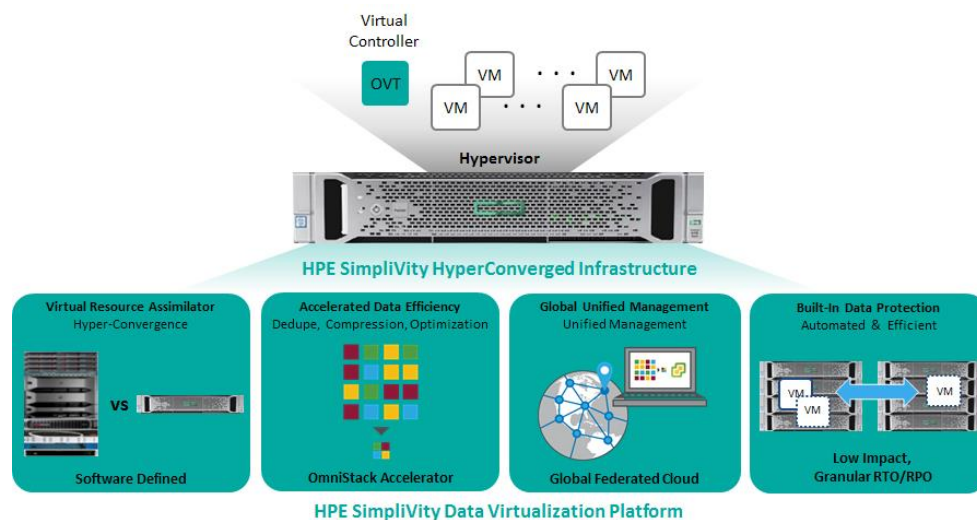 Virtual
Controller
OVT
VM · · · VM
VM · · · VM
Hypervisor
HPE SimpliVity HyperConverged Infrastructure
Virtual Resource Assimilator
Hyper-Convergence
vs
Software Defined
Accelerated Data Efficiency
Dedupe, Compression, Optimization
OmniStack Accelerator
Global Unified Management
Unified Management
Global Federated Cloud
Built-In Data Protection
Automated & Efficient
VM
VM
VM
Low Impact,
Granular RTO/RPO
HPE SimpliVity Data Virtualization Platform